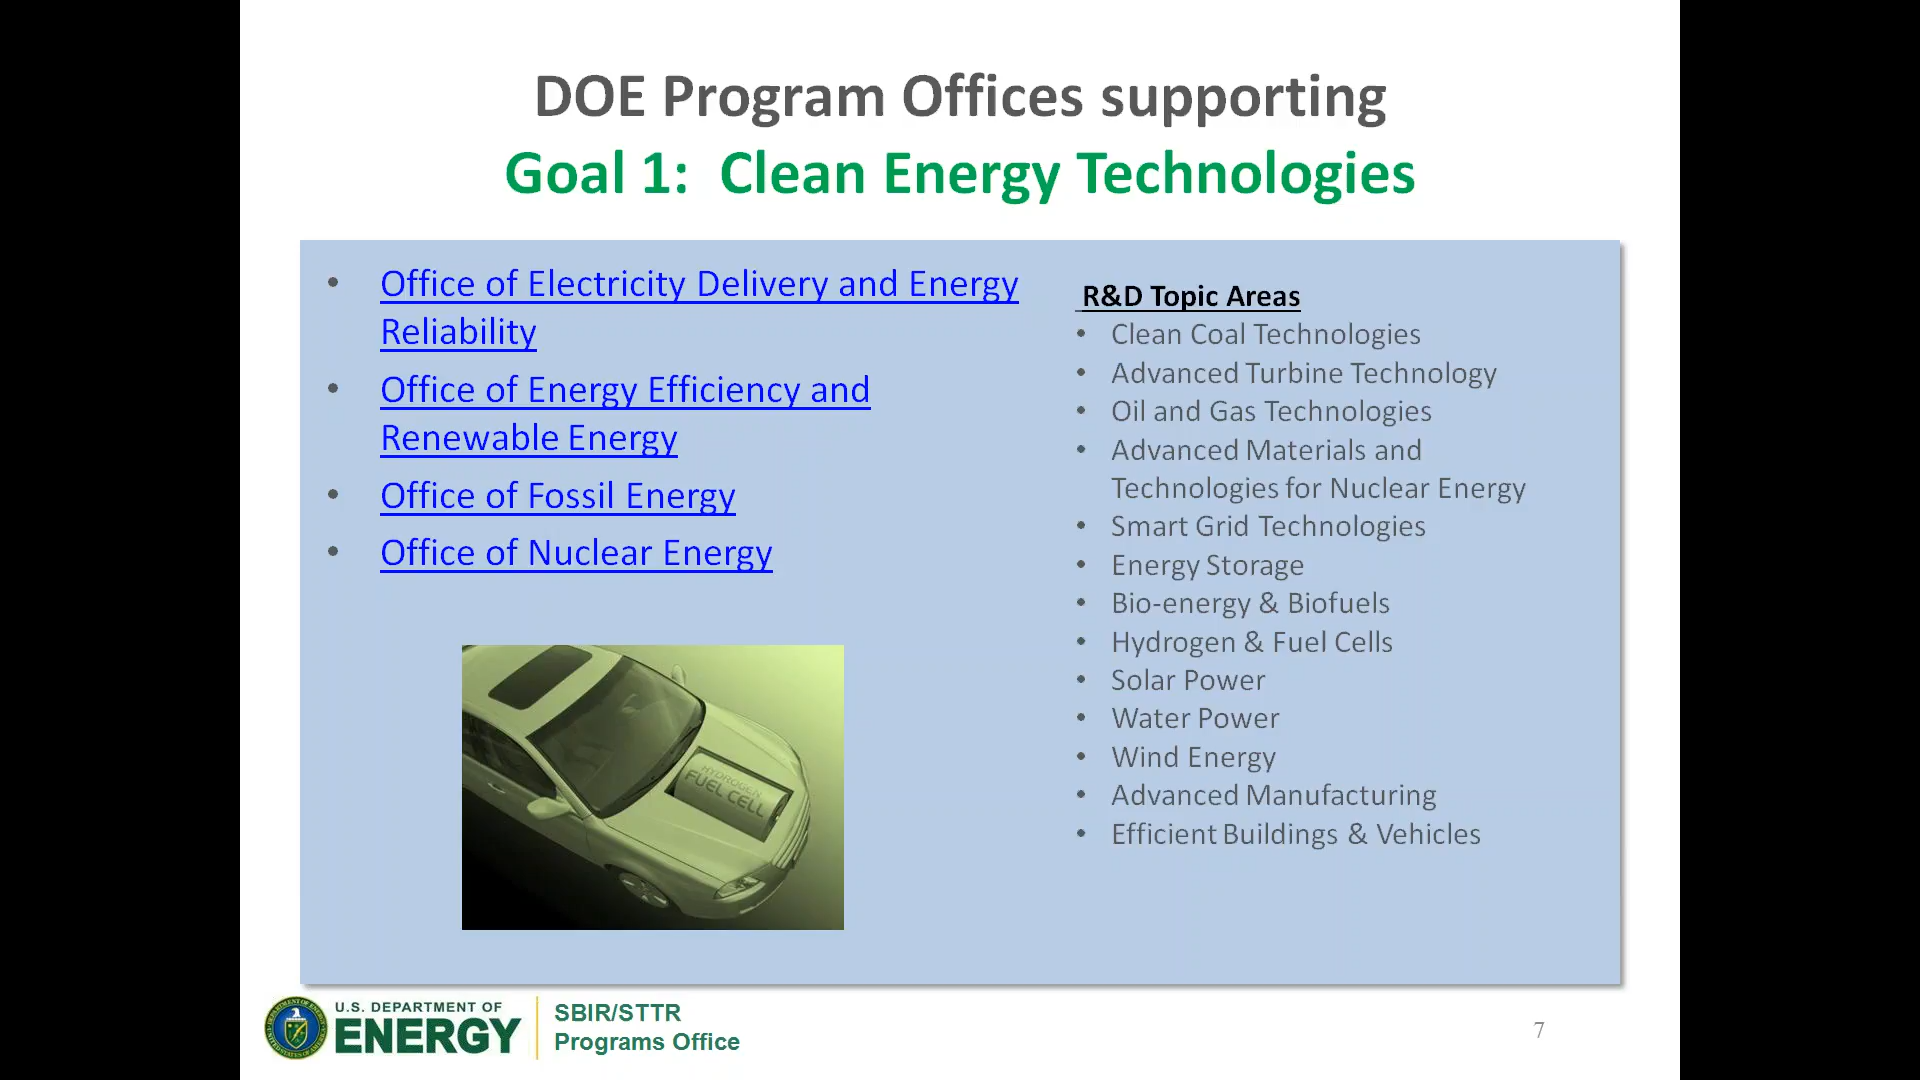 DOE Program Offices supporting
Goal 1:  Clean Energy Technologies
• Office of Electricity Delivery and Energy
Reliability
• Office of Energy Efficiency and
Renewable Energy
• Office of Fossil Energy
• Office of Nuclear Energy
HYDROGEN
FUEL CELL
R&D Topic Areas
• Clean Coal Technologies
• Advanced Turbine Technology
• Oil and Gas Technologies
• Advanced Materials and
Technologies for Nuclear Energy
• Smart Grid Technologies
• Energy Storage
• Bio-energy & Biofuels
• Hydrogen & Fuel Cells
• Solar Power
• Water Power
• Wind Energy
• Advanced Manufacturing
• Efficient Buildings & Vehicles
U.S. DEPARTMENT OF
ENERGY
SBIR/STTR
Programs Office
7